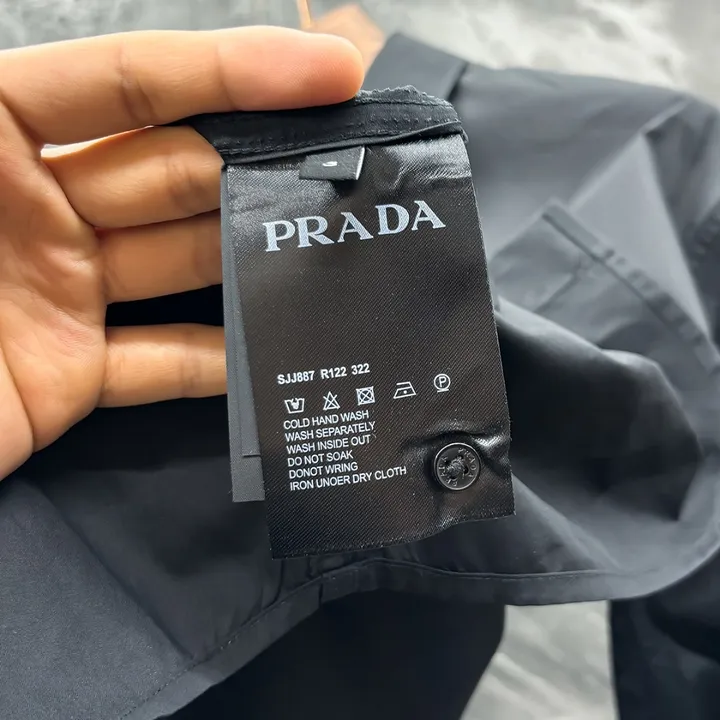 PRADA
SJJ887 R122 322
P
COLD HAND WASH
WASH SEPARATELY
WASH INSIDE OUT
DO NOT SOAK
DONOT WRING
IRON UNOER DRY CLOTH